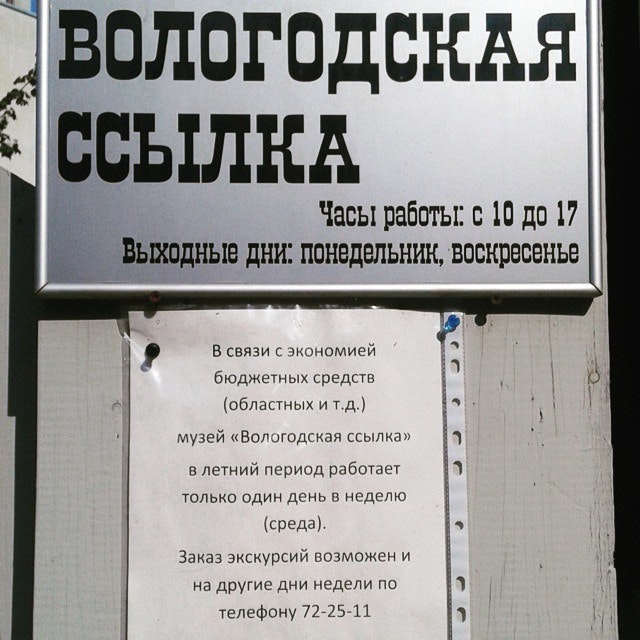 ВОЛОГОДСКАЯ
ССЫЛКА
Часы работы: с 10 до 17
Выходные дни: понедельник, воскресенье
В связи с экономией
бюджетных средств
(областных и т.д.)
музей «Вологодская ссылка»
в летний период работает
только один день в неделю
(среда).
Заказ экскурсий возможен и
на другие дни недели по
телефону 72-25-11